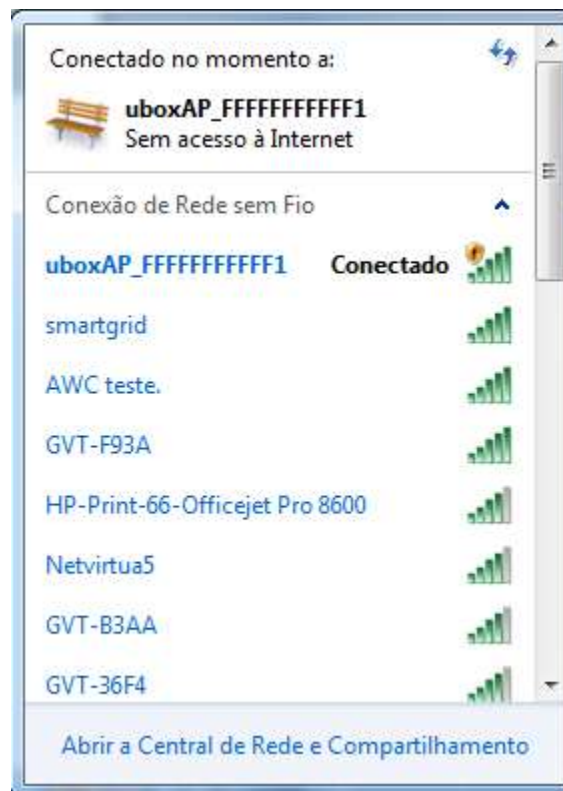 Conectado no momento a:
uboxAP_FFFFFFFFFFF1
Sem acesso à Internet
Conexão de Rede sem Fio
uboxAP_FFFFFFFFFFF1 Conectado
smartgrid
AWC teste.
GVT-F93A
HP-Print-66-Officejet Pro 8600
Netvirtua5
GVT-B3AA
GVT-36F4
Abrir a Central de Rede e Compartilhamento